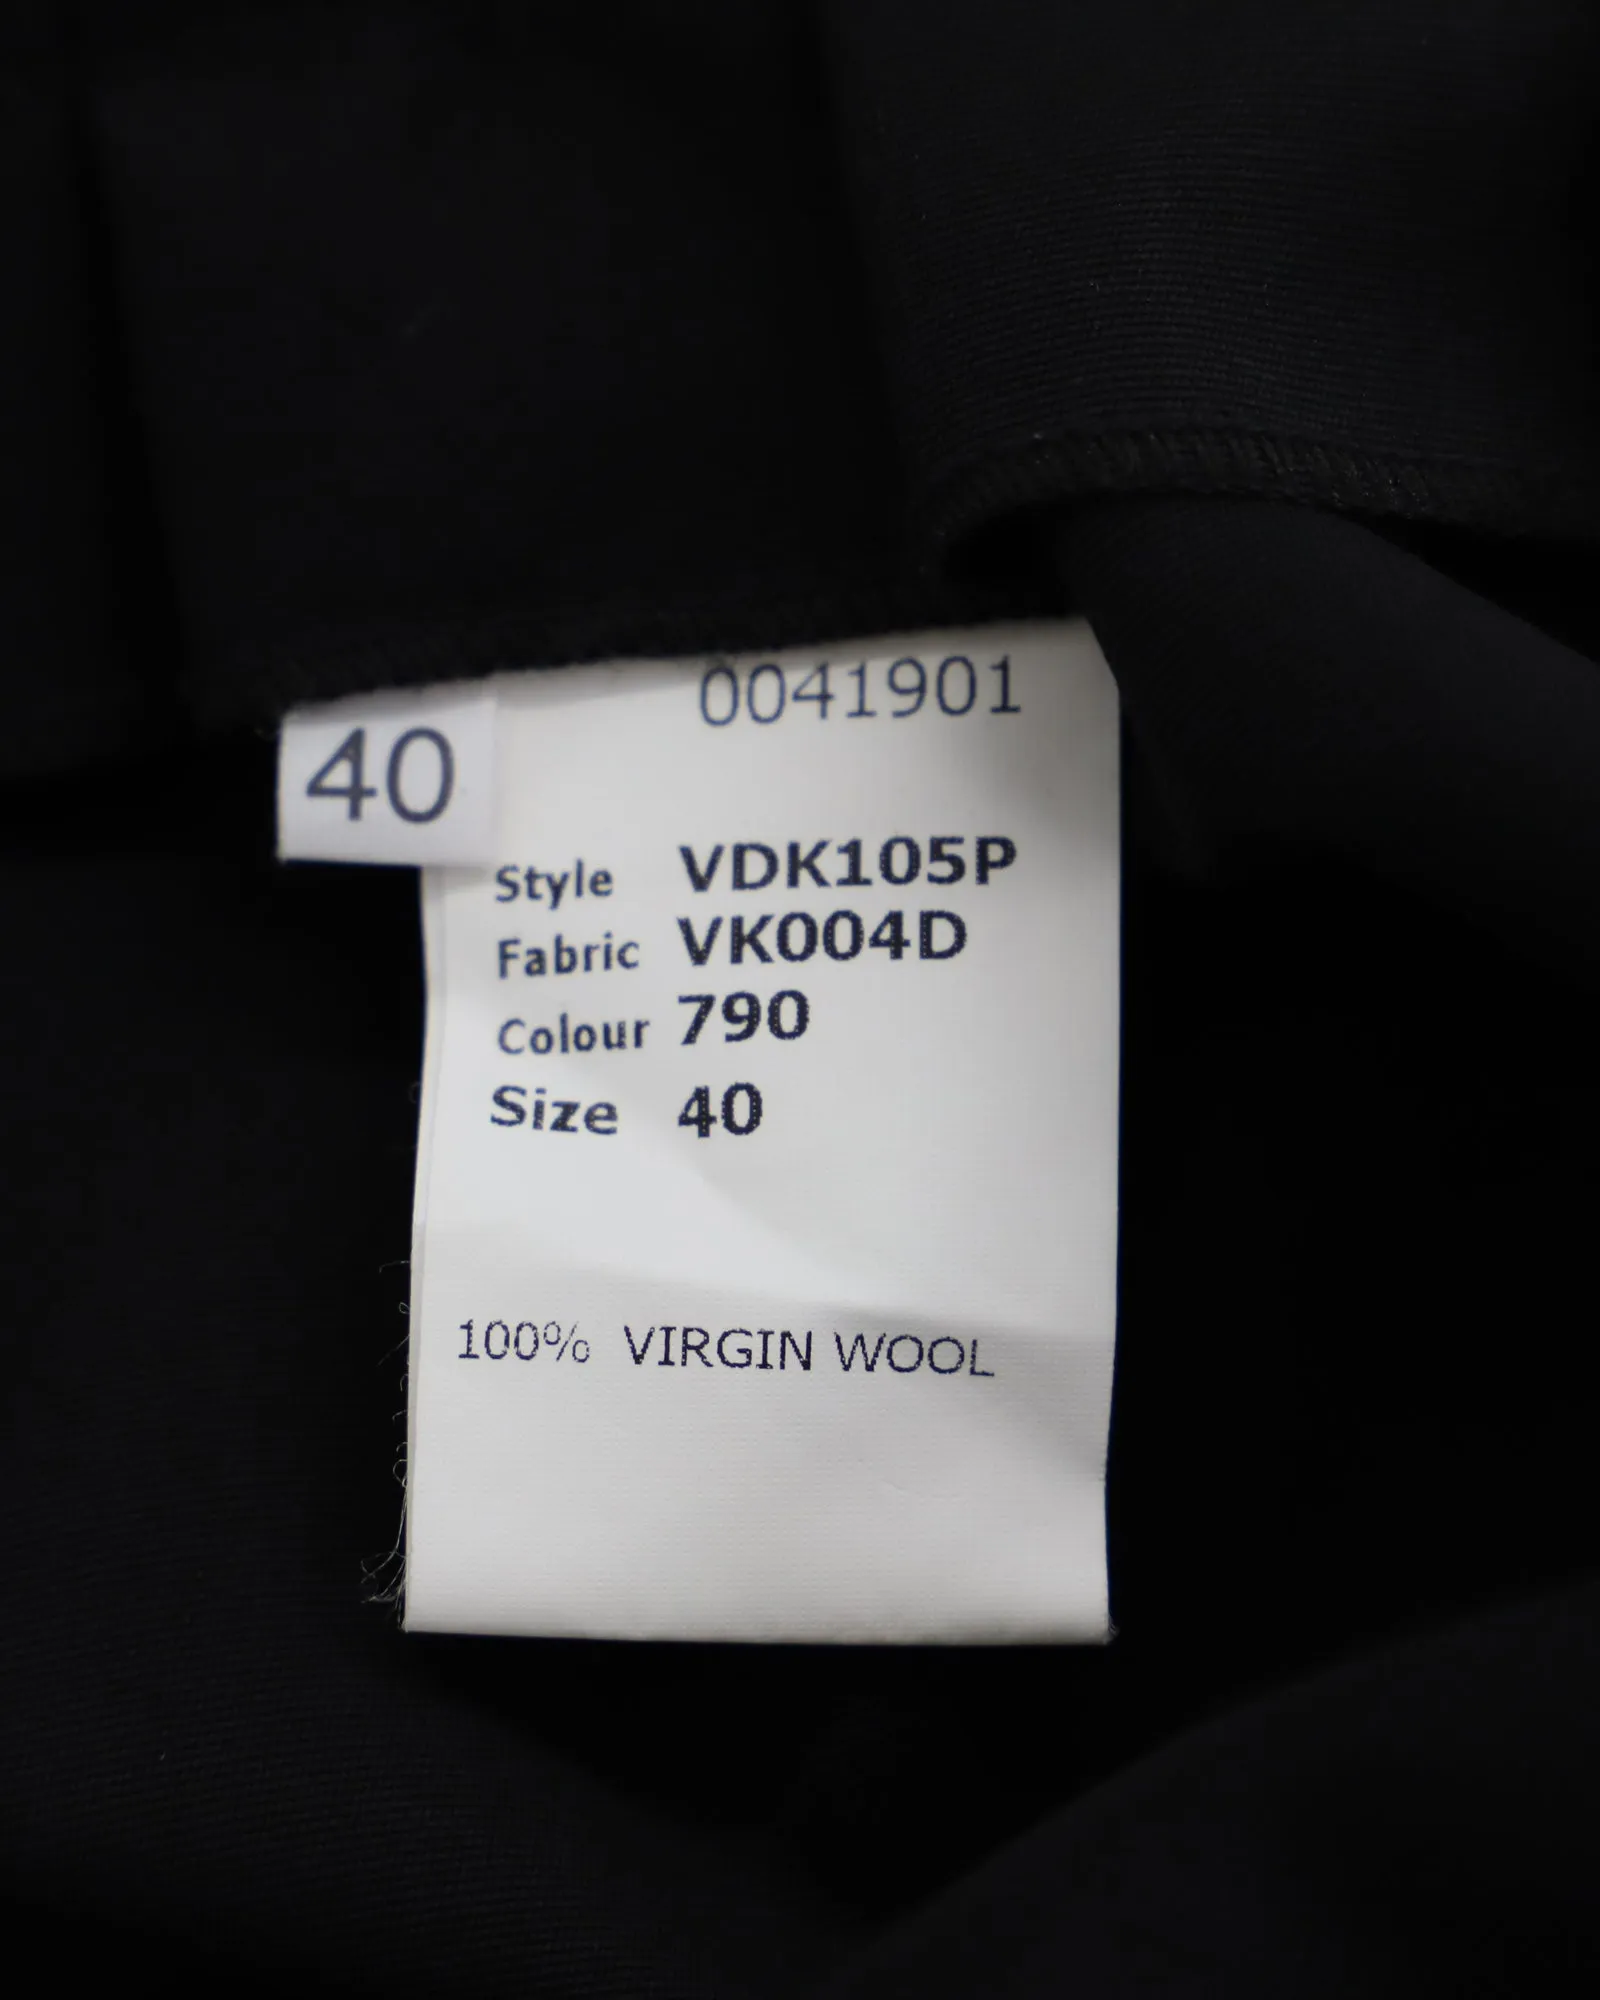 0041901
40
Style VDK105P
Fabric VK004D
Colour 790
Size 40
100% VIRGIN WOOL